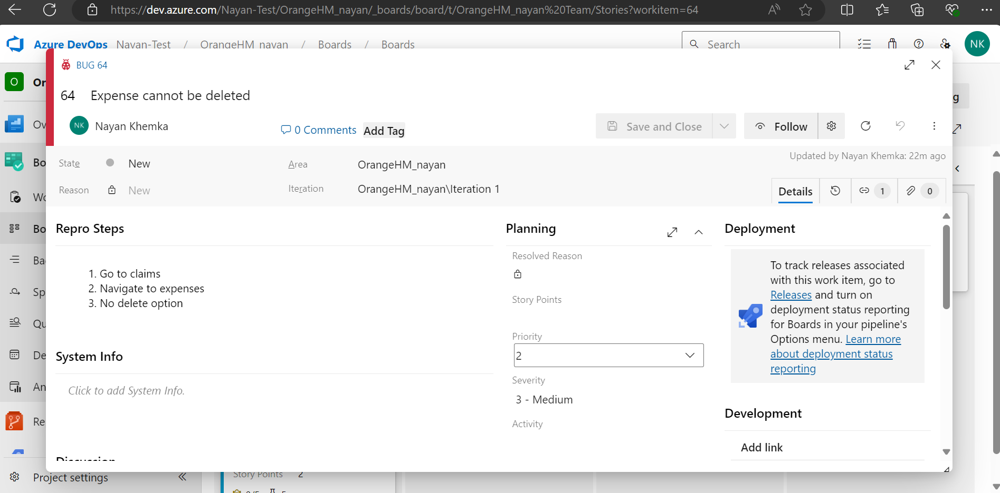 https://dev.azure.com/Nayan-Test/OrangeHM_nayan/_boards/board/t/OrangeHM_nayan%20Team/Stories?workitem=64
Azure DevOps Nayan-Test / OrangeHM_nayan / Boards / Boards
Search
NK
O Or
BUG 64
64 Expense cannot be deleted
g
NK Nayan Khemka
0 Comments Add Tag
Save and Close
Follow
Ov
State New
Area OrangeHM_nayan
Updated by Nayan Khemka: 22m ago
Bo
Reason New
Iteration OrangeHM_nayan\Iteration 1
Details 1 0
Wo
Bo
Repro Steps
1. Go to claims
2. Navigate to expenses
3. No delete option
System Info
Click to add System Info.
Discussion
Planning
Resolved Reason
Story Points
Priority
2
Severity
3 - Medium
Activity
Deployment
To track releases associated
with this work item, go to
Releases and turn on
deployment status reporting
for Boards in your pipeline's
Options menu. Learn more
about deployment status
reporting
Development
Add link
Ba
Sp
Qu
De
An
Re
Project settings
Story Points 2